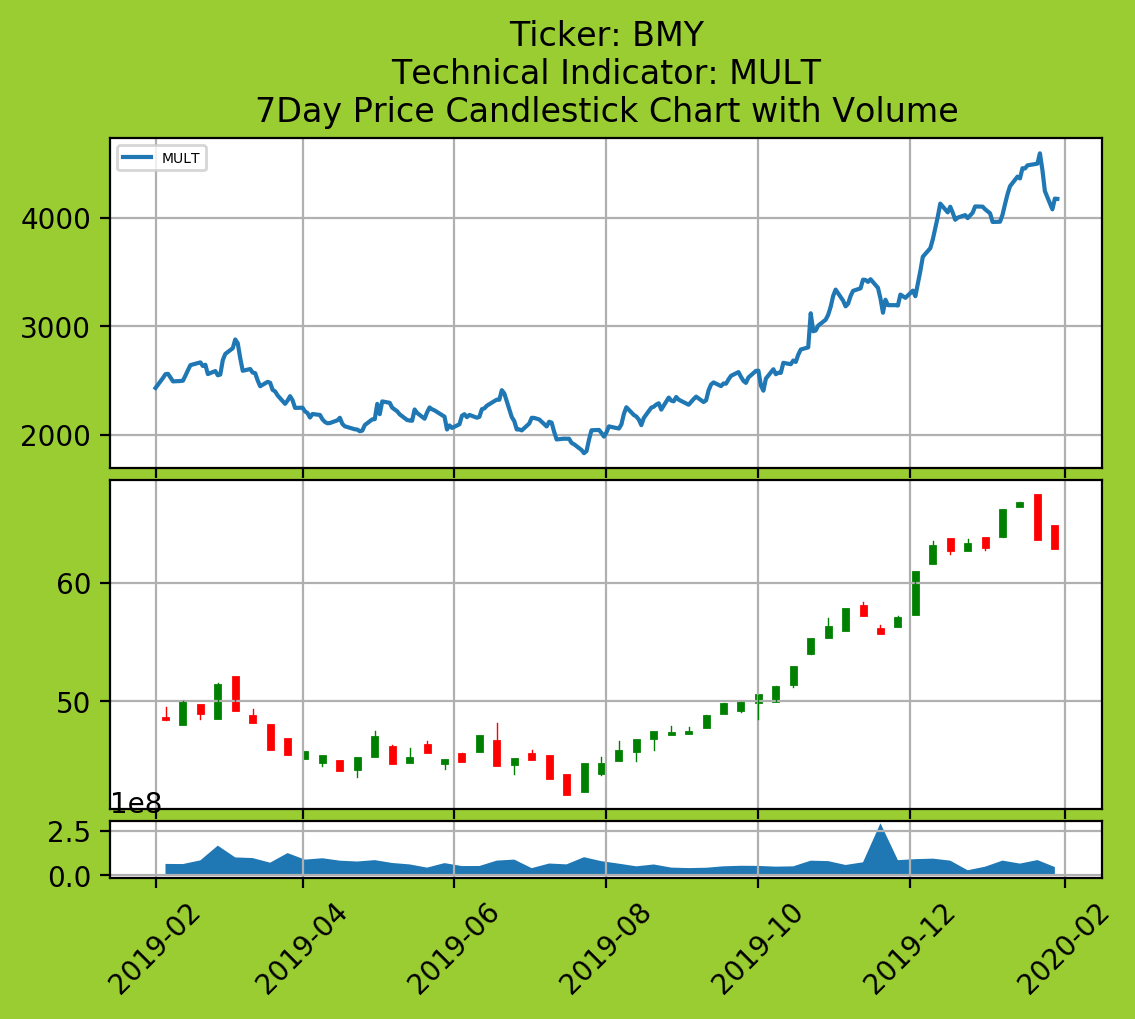 Ticker: BMY
Technical Indicator: MULT
7Day Price Candlestick Chart with Volume
MULT
4000
3000
2000
60
50
1e8
2.5
0.0
2019-02
2019-04
2019-06
2019-08
2019-10
2019-12
2020-02